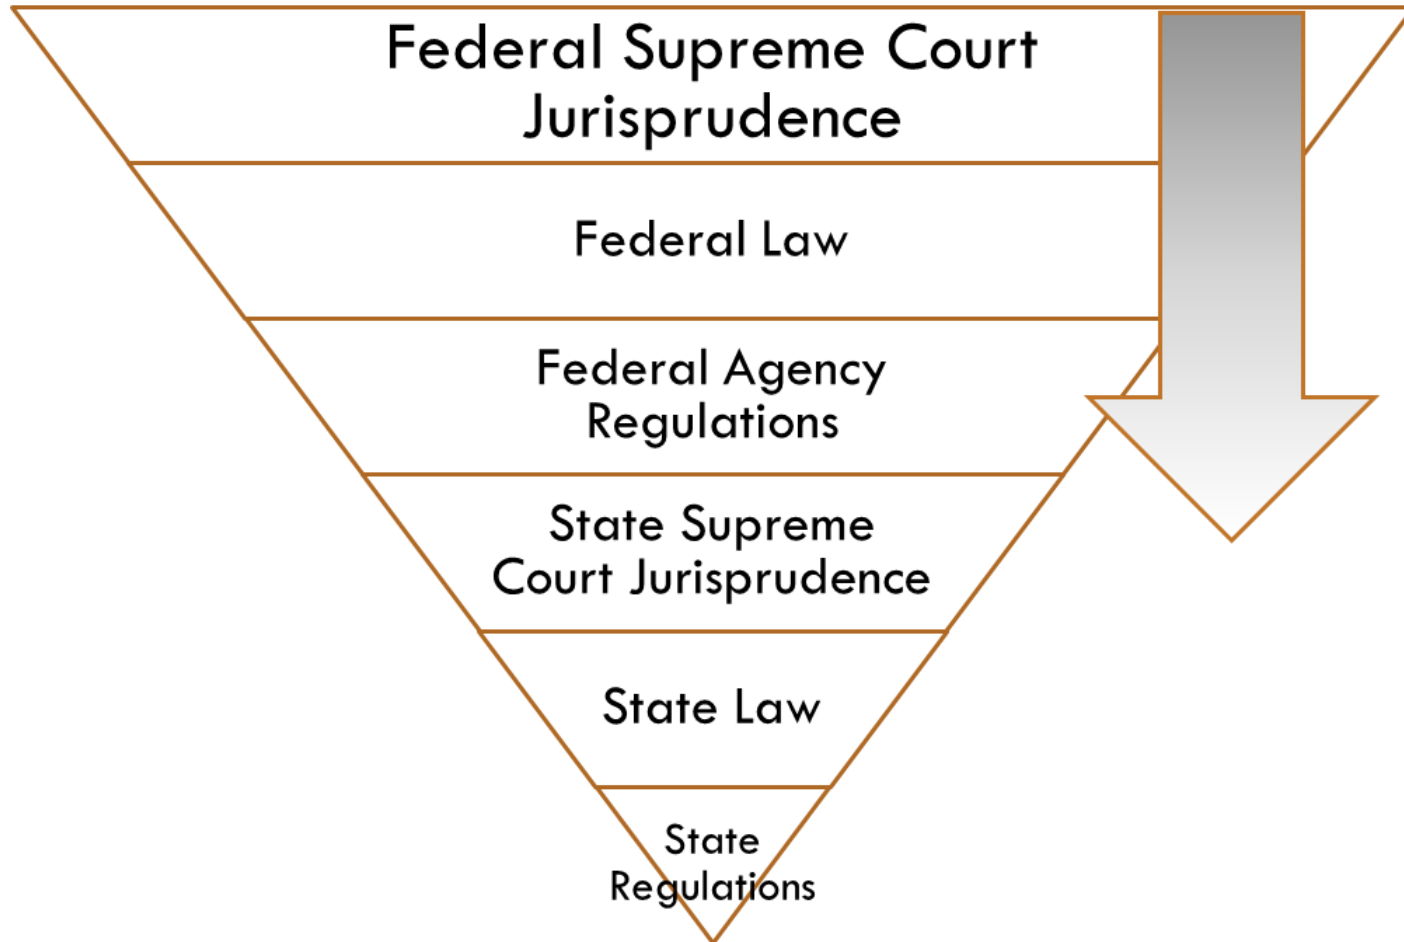 Federal Supreme Court
Jurisprudence
Federal Law
Federal Agency
Regulations
State Supreme
Court Jurisprudence
State Law
State
Regulations